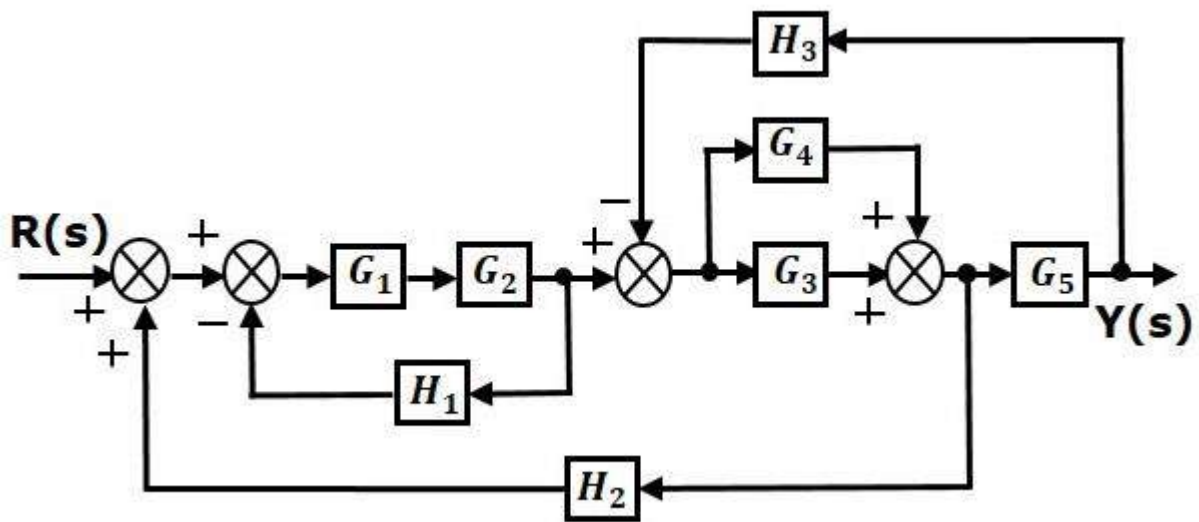 H₃
G₄
R(s)
+
+
−
+
+
G₁
G₂
G₃
G₅
−
+
+
+
Y(s)
H₁
H₂